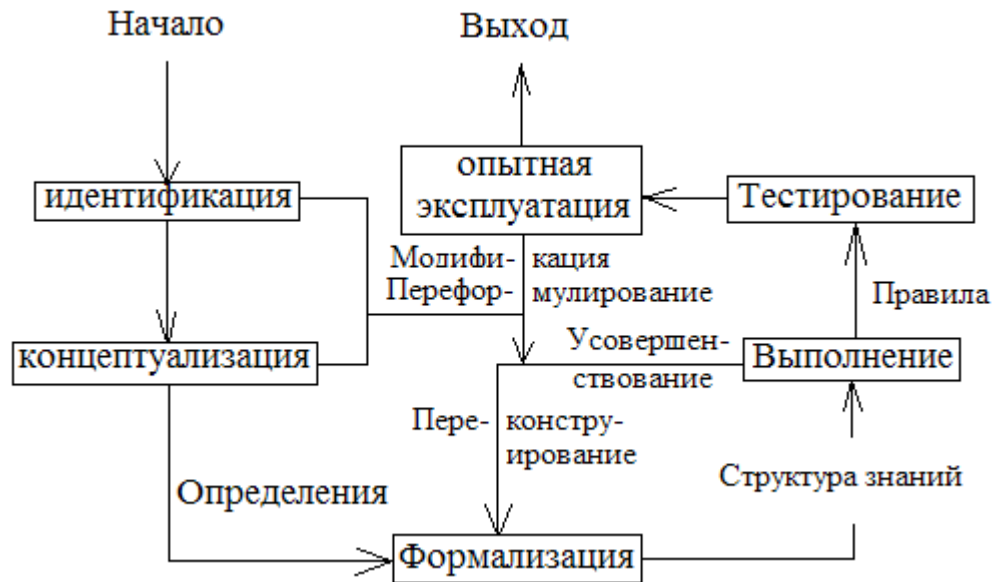 Начало
Выход
опытная
эксплуатация
Тестирование
идентификация
Модифи- кация
Перефор- мулирование
Правила
Усовершен-
ствование
Выполнение
концептуализация
Пере- констру-
ирование
Структура знаний
Определения
Формализация